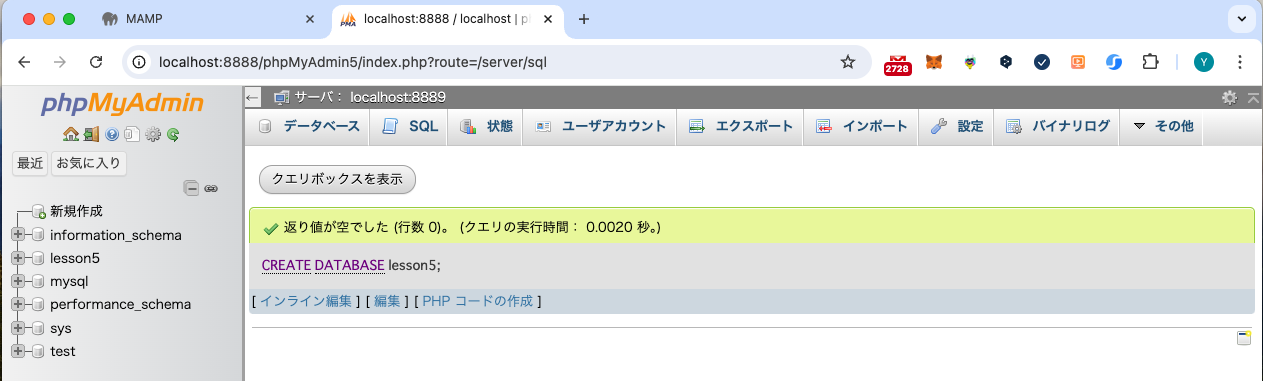 MAMP
localhost:8888 / localhost | p
localhost:8888/phpMyAdmin5/index.php?route=/server/sql
2728
Y
phpMyAdmin
サーバ： localhost:8889
データベース SQL 状態 ユーザアカウント エクスポート インポート 設定 バイナリログ その他
最近 お気に入り
新規作成
information_schema
lesson5
mysql
performance_schema
sys
test
クエリボックスを表示
返り値が空でした (行数 0)。 (クエリの実行時間： 0.0020 秒。)
CREATE DATABASE lesson5;
[ インライン編集 ] [ 編集 ] [ PHP コードの作成 ]